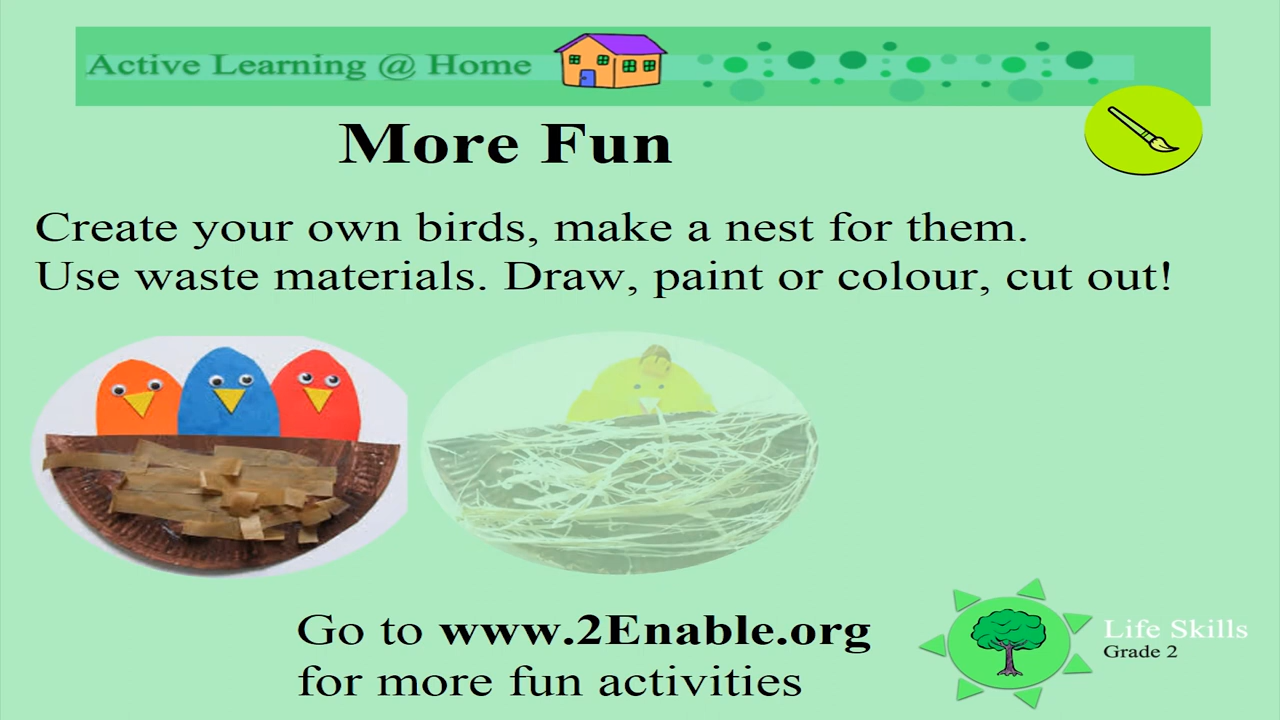 Active Learning @ Home
More Fun
Create your own birds, make a nest for them.
Use waste materials. Draw, paint or colour, cut out!
Go to www.2Enable.org
for more fun activities
Life Skills
Grade 2